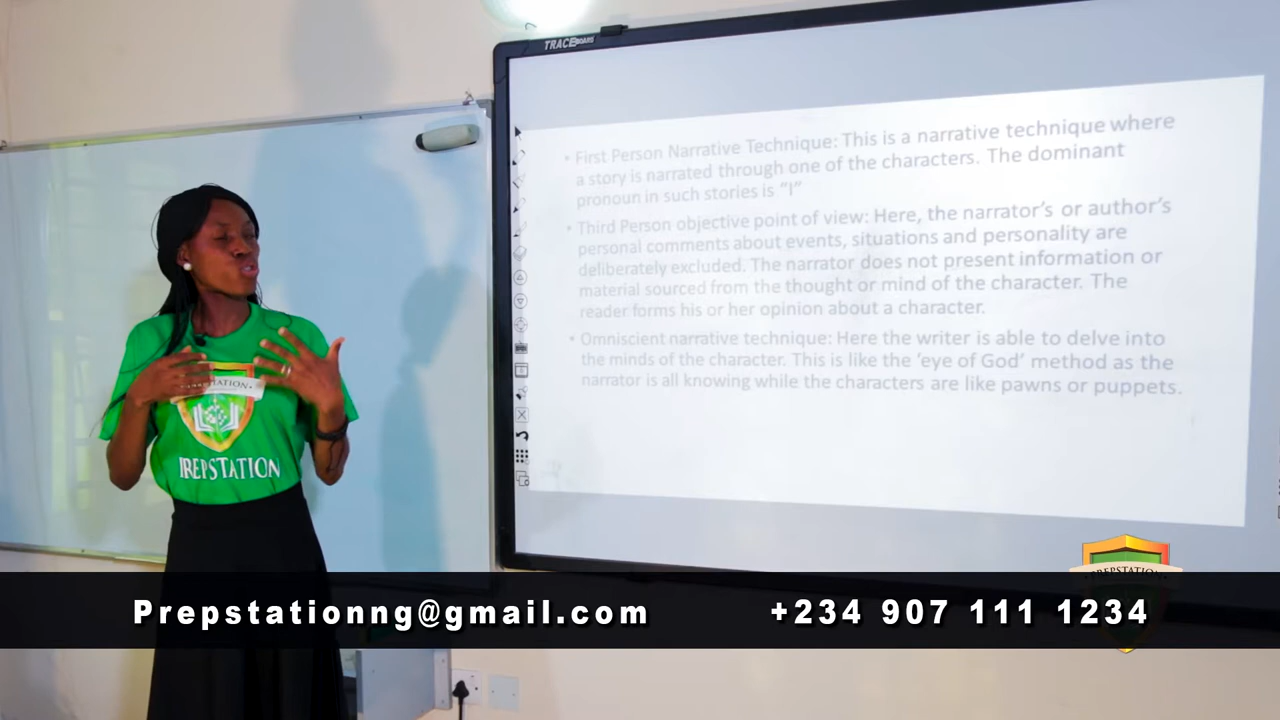 TRACEBOARD
• First Person Narrative Technique: This is a narrative technique where
a story is narrated through one of the characters. The dominant
pronoun in such stories is “I”
• Third Person objective point of view: Here, the narrator’s or author’s
personal comments about events, situations and personality are
deliberately excluded. The narrator does not present information or
material sourced from the thought or mind of the character. The
reader forms his or her opinion about a character.
• Omniscient narrative technique: Here the writer is able to delve into
the minds of the character. This is like the ‘eye of God’ method as the
narrator is all knowing while the characters are like pawns or puppets.
PREPSTATION
PREPSTATION
Prepstationng@gmail.com
+234 907 111 1234